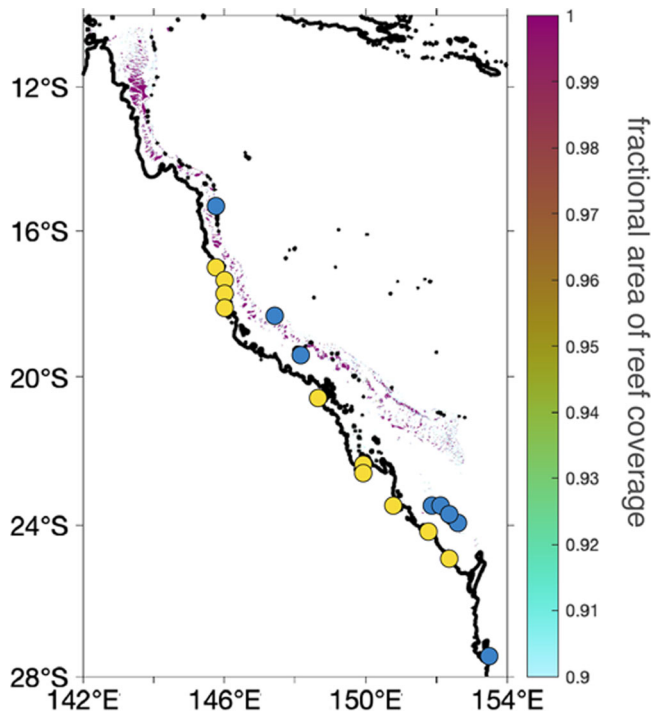 12°S
16°S
20°S
24°S
28°S
142°E
146°E
150°E
154°E
1
0.99
0.98
0.97
0.96
0.95
0.94
0.93
0.92
0.91
0.9
fractional area of reef coverage